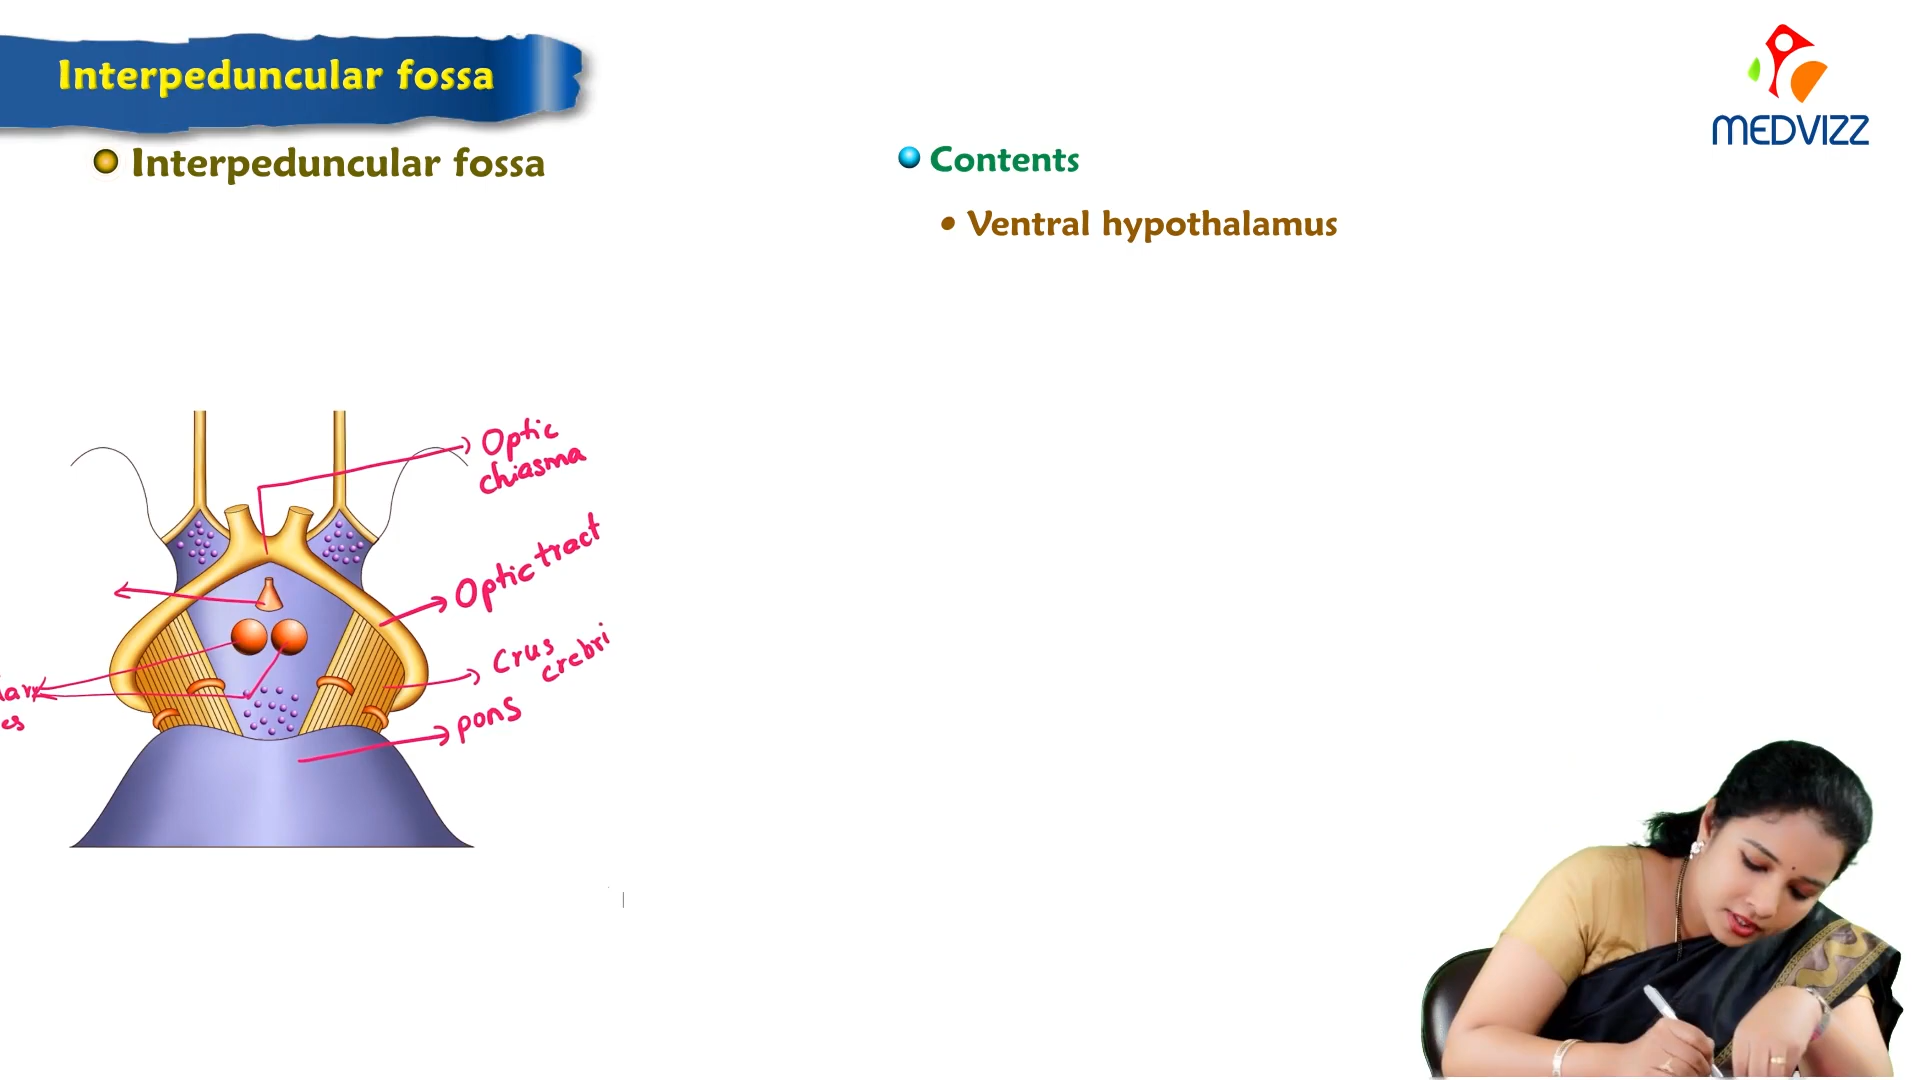 Interpeduncular fossa
MEDVIZZ
Interpeduncular fossa
Contents
• Ventral hypothalamus
Optic
chiasma
Optic tract
Crus
crebri
pons